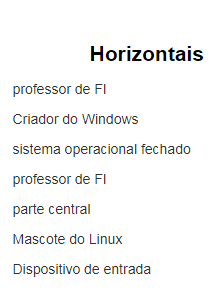 Horizontais
professor de FI
Criador do Windows
sistema operacional fechado
professor de FI
parte central
Mascote do Linux
Dispositivo de entrada